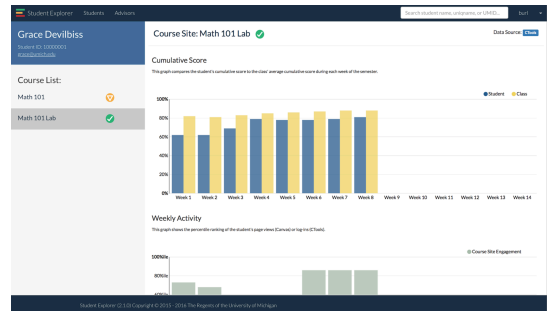 Student Explorer Students Advisors Search student name, uniqname, or UMID... burl
Grace Devilbiss
Student ID: 10000001
grace@umich.edu
Course List:
Math 101
Math 101 Lab
Course Site: Math 101 Lab
Data Source: CTools
Cumulative Score
This graph compares the student's cumulative score to the class' average cumulative score during each week of the semester.
Student Class
100%
80%
60%
40%
20%
0%
Week 1 Week 2 Week 3 Week 4 Week 5 Week 6 Week 7 Week 8 Week 9 Week 10 Week 11 Week 12 Week 13 Week 14
Weekly Activity
This graph shows the percentile ranking of the student's page views (Canvas) or log-ins (CTools).
Course Site Engagement
100%ile
80%ile
60%ile
Student Explorer (2.1.0) Copyright © 2015 - 2016 The Regents of the University of Michigan